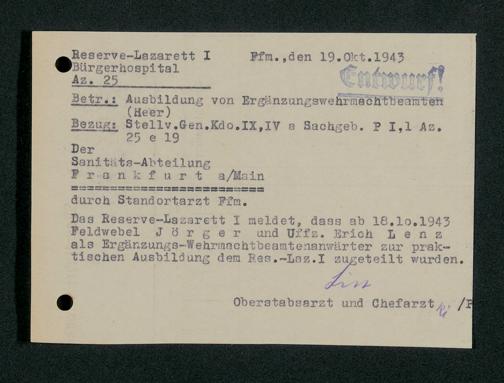 Reserve-Lazarett I Ffm.,den 19.Okt.1943
Bürgerhospital
Entwurf!
Az. 25
Betr.: Ausbildung von Ergänzungswehrmachtbeamten
(Heer)
Bezug: Stellv.Gen.Kdo.IX,IV a Sachgeb. P I,1 Az.
25 e 19
Der
Sanitäts-Abteilung
F r a n k f u r t a/Main
=========================
durch Standortarzt Ffm.
Das Reserve-Lazarett I meldet, dass ab 18.1o.1943
Feldwebel J ö r g e r und Uffz. Erich L e n z
als Ergänzungs-Wehrmachtbeamtenanwärter zur prak-
tischen Ausbildung dem Res.-Laz.I zugeteilt wurden.
Oberstabsarzt und Chefarzt /P